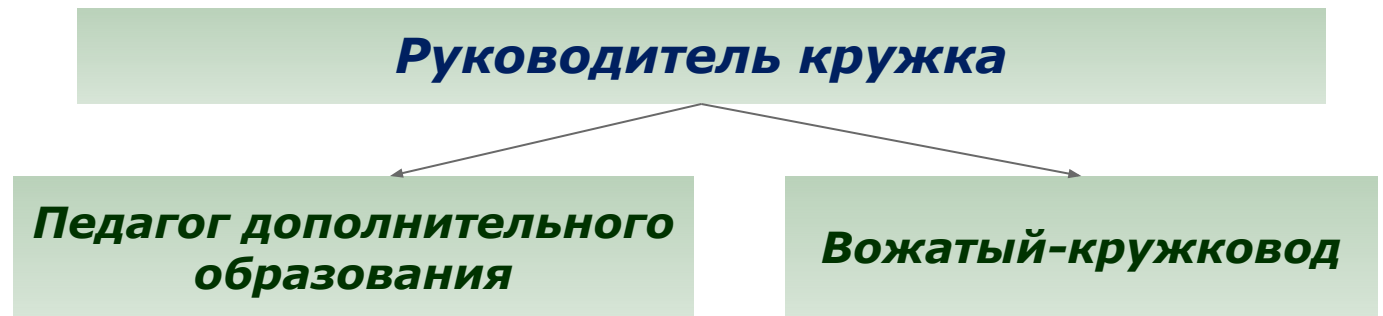 Руководитель кружка
Педагог дополнительного
образования
Вожатый-кружковод